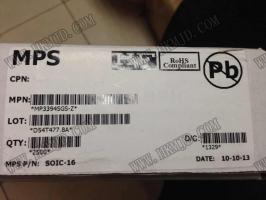 MPS
RoHS
Compliant
Pb
CPN:
MPN:
*MP3394SGS-Z*
LOT:
*D54T477.8A*
QTY:
*2500*
D/C:
*1329*
MPS P/N: SOIC-16
DATE: 10-10-13